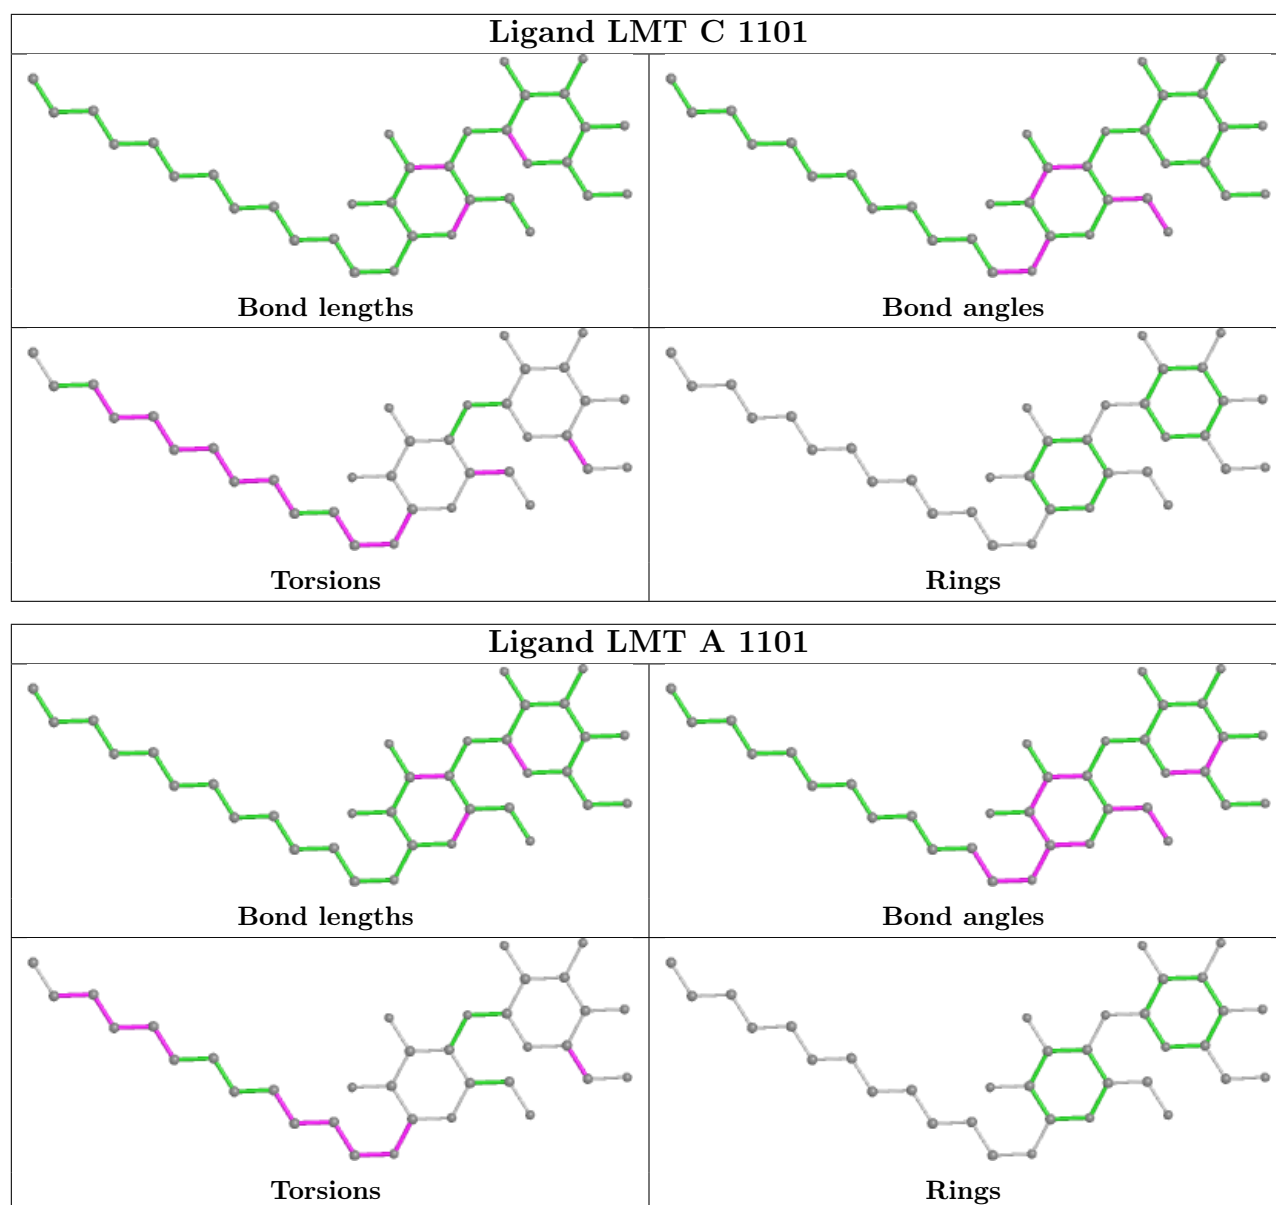 Ligand LMT C 1101
Bond lengths
Bond angles
Torsions
Rings
Ligand LMT A 1101
Bond lengths
Bond angles
Torsions
Rings